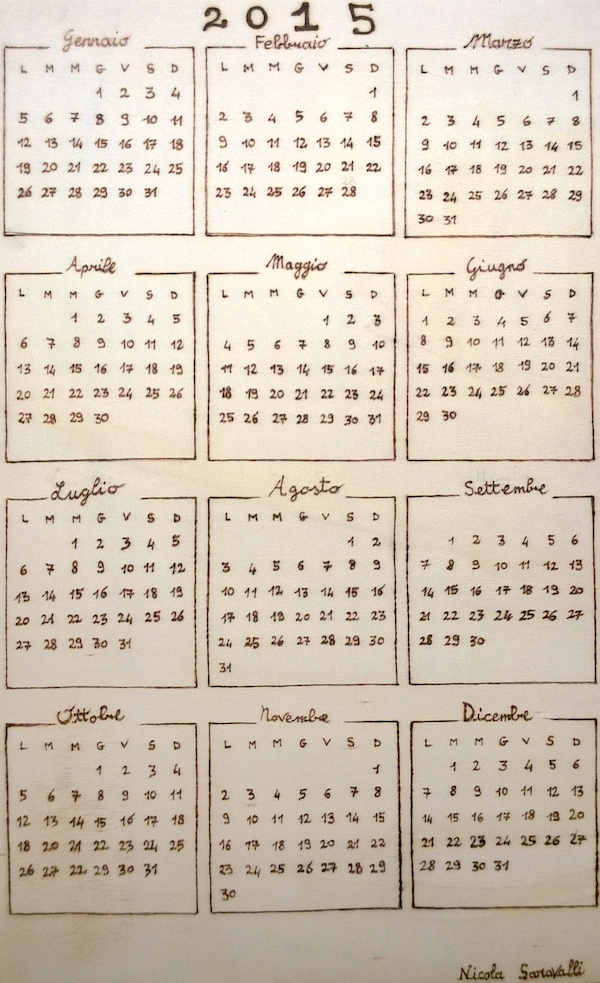 2015
Gennaio
L M M G V S D
1 2 3 4
5 6 7 8 9 10 11
12 13 14 15 16 17 18
19 20 21 22 23 24 25
26 27 28 29 30 31
Febbraio
L M M G V S D
1
2 3 4 5 6 7 8
9 10 11 12 13 14 15
16 17 18 19 20 21 22
23 24 25 26 27 28
Marzo
L M M G V S D
1
2 3 4 5 6 7 8
9 10 11 12 13 14 15
16 17 18 19 20 21 22
23 24 25 26 27 28 29
30 31
Aprile
L M M G V S D
1 2 3 4 5
6 7 8 9 10 11 12
13 14 15 16 17 18 19
20 21 22 23 24 25 26
27 28 29 30
Maggio
L M M G V S D
1 2 3
4 5 6 7 8 9 10
11 12 13 14 15 16 17
18 19 20 21 22 23 24
25 26 27 28 29 30 31
Giugno
L M M G V S D
1 2 3 4 5 6 7
8 9 10 11 12 13 14
15 16 17 18 19 20 21
22 23 24 25 26 27 28
29 30
Luglio
L M M G V S D
1 2 3 4 5
6 7 8 9 10 11 12
13 14 15 16 17 18 19
20 21 22 23 24 25 26
27 28 29 30 31
Agosto
L M M G V S D
1 2
3 4 5 6 7 8 9
10 11 12 13 14 15 16
17 18 19 20 21 22 23
24 25 26 27 28 29 30
31
Settembre
1 2 3 4 5 6
7 8 9 10 11 12 13
14 15 16 17 18 19 20
21 22 23 24 25 26 27
28 29 30
Ottobre
L M M G V S D
1 2 3 4
5 6 7 8 9 10 11
12 13 14 15 16 17 18
18 20 21 22 23 24 25
26 27 22 29 30 31
Novembre
L M M G V S D
1
2 3 4 5 6 7 8
9 10 11 12 13 14 15
16 17 18 19 20 21 22
23 24 25 26 27 28 29
30
Dicembre
L M M G V S D
1 2 3 4 5 6
7 8 9 10 11 12 13
14 15 16 17 18 19 20
21 22 23 24 25 26 27
28 29 30 31
Nicola Saravalli